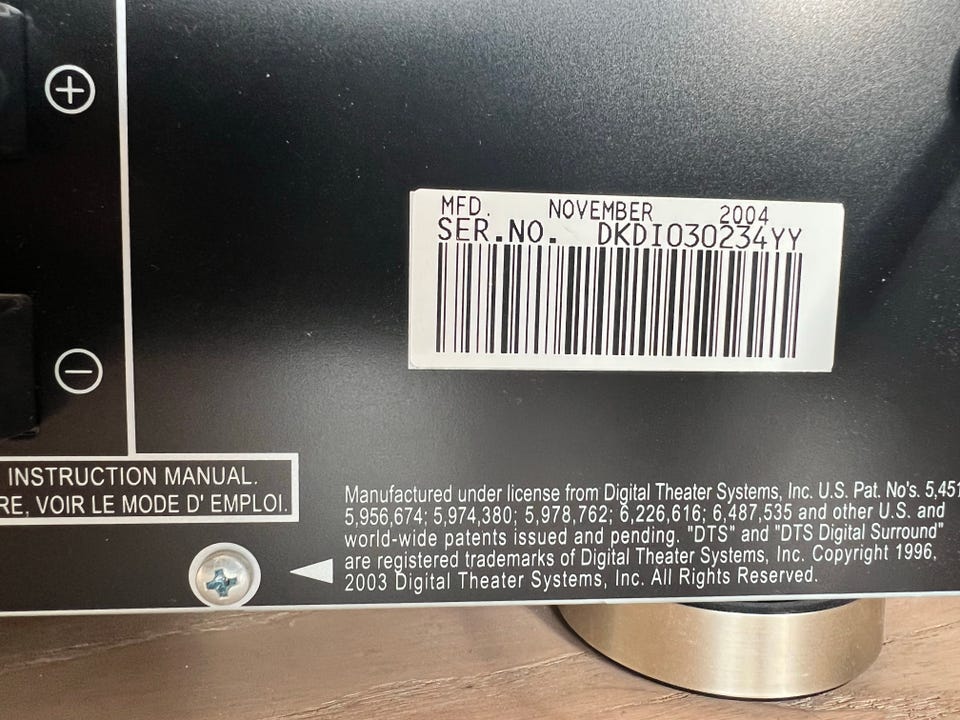 MFD. NOVEMBER 2004
SER.NO. DKDI030234YY
INSTRUCTION MANUAL.
RE, VOIR LE MODE D' EMPLOI.
Manufactured under license from Digital Theater Systems, Inc. U.S. Pat. No's. 5,451
5,956,674; 5,974,380; 5,978,762; 6,226,616; 6,487,535 and other U.S. and
world-wide patents issued and pending. "DTS" and "DTS Digital Surround"
are registered trademarks of Digital Theater Systems, Inc. Copyright 1996,
2003 Digital Theater Systems, Inc. All Rights Reserved.